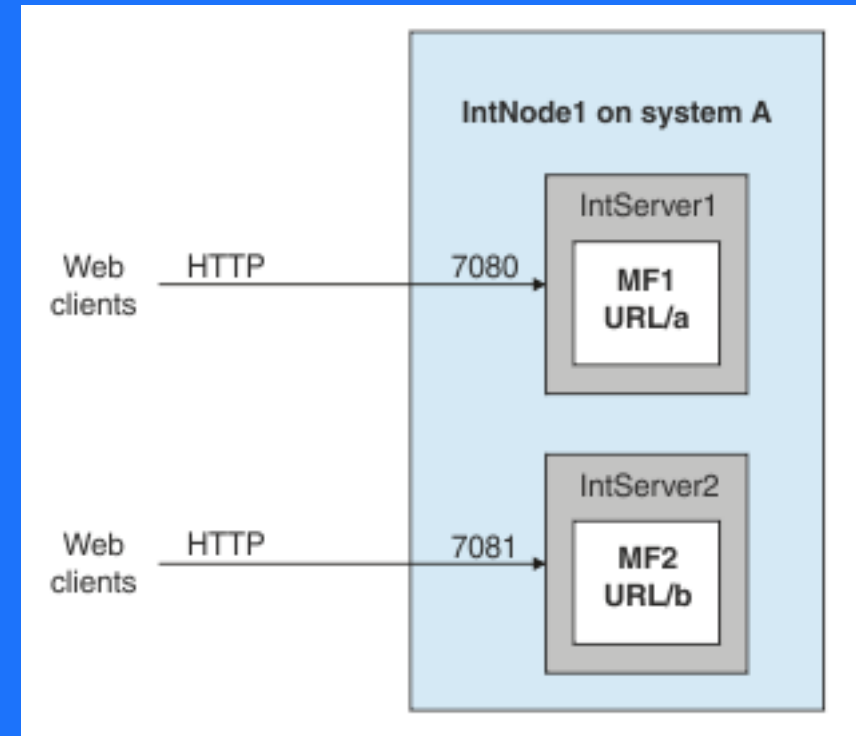 IntNode1 on system A
IntServer1
Web
clients
HTTP
7080
MF1
URL/a
IntServer2
Web
clients
HTTP
7081
MF2
URL/b